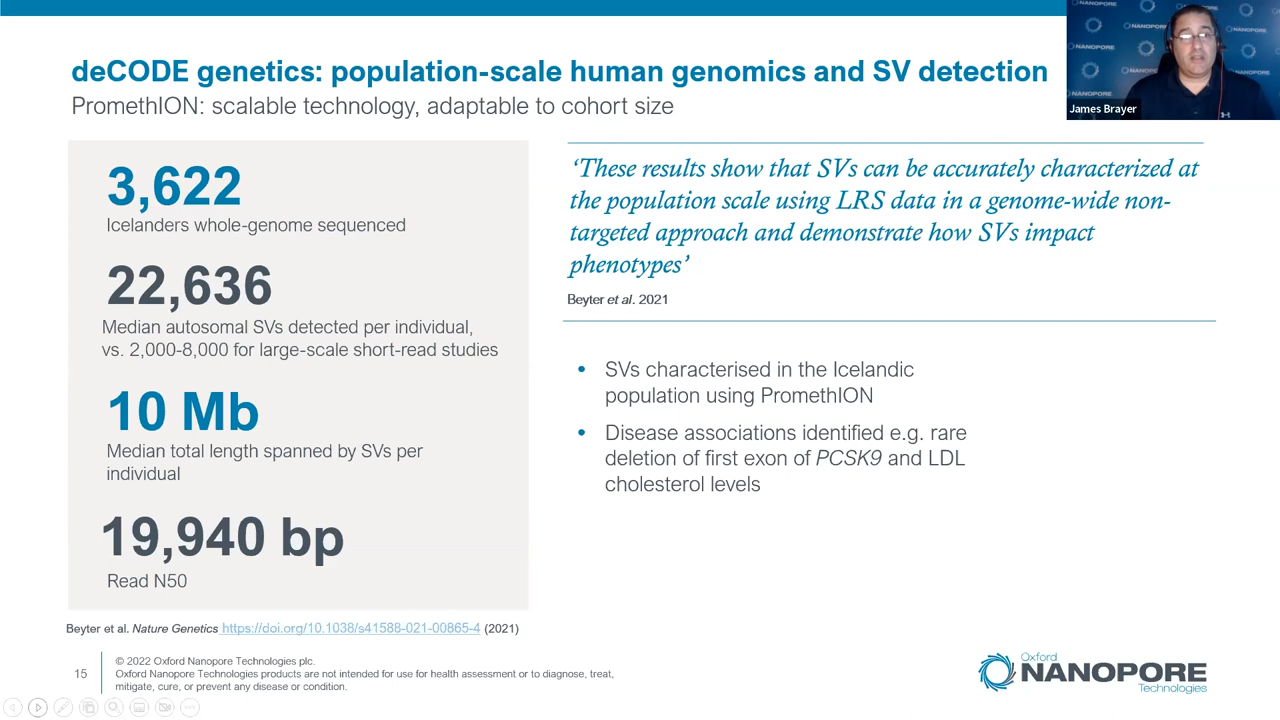 deCODE genetics: population-scale human genomics and SV detection
PromethION: scalable technology, adaptable to cohort size
James Brayer
NANOPORE
3,622
Icelanders whole-genome sequenced
22,636
Median autosomal SVs detected per individual,
vs. 2,000-8,000 for large-scale short-read studies
10 Mb
Median total length spanned by SVs per
individual
19,940 bp
Read N50
‘These results show that SVs can be accurately characterized at
the population scale using LRS data in a genome-wide non-
targeted approach and demonstrate how SVs impact
phenotypes’
Beyter et al. 2021
• SVs characterised in the Icelandic
population using PromethION
• Disease associations identified e.g. rare
deletion of first exon of PCSK9 and LDL
cholesterol levels
Beyter et al. Nature Genetics https://doi.org/10.1038/s41588-021-00865-4 (2021)
15
© 2022 Oxford Nanopore Technologies plc.
Oxford Nanopore Technologies products are not intended for use for health assessment or to diagnose, treat,
mitigate, cure, or prevent any disease or condition.
Oxford
NANOPORE
Technologies